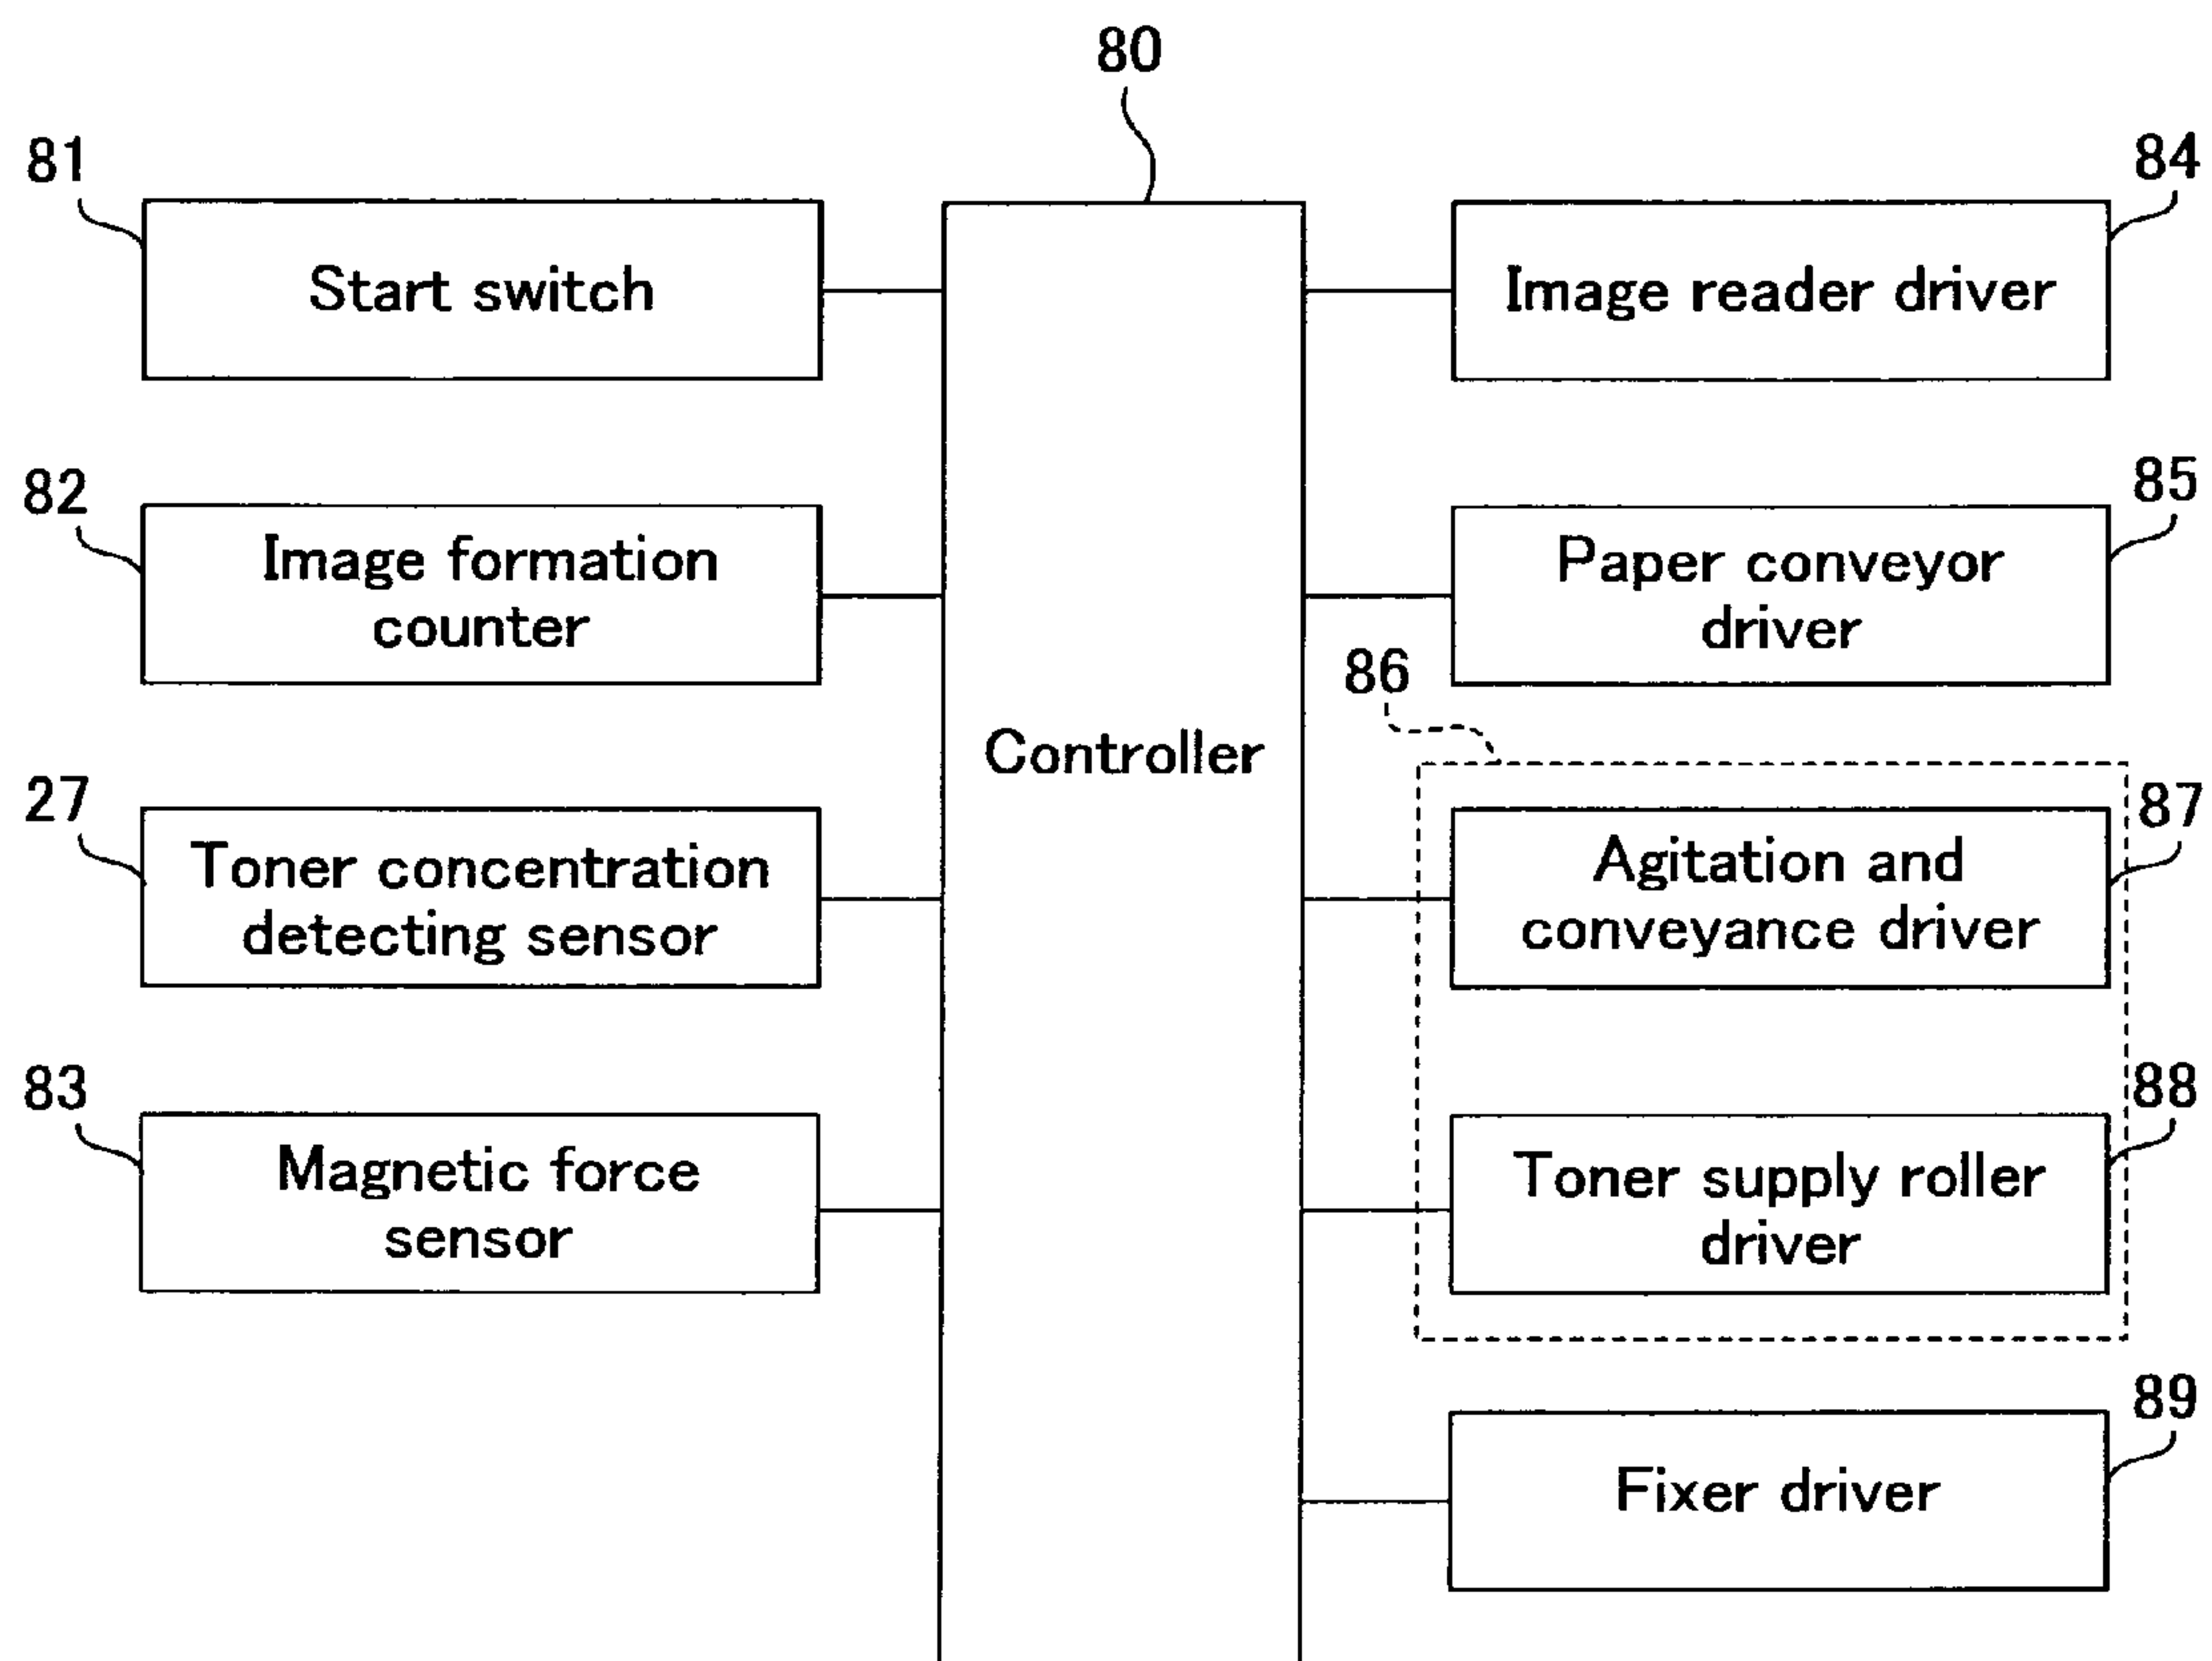 80
81
Start switch
84
Image reader driver
82
Image formation
counter
85
Paper conveyor
driver
86
Controller
27
Toner concentration
detecting sensor
87
Agitation and
conveyance driver
83
Magnetic force
sensor
88
Toner supply roller
driver
89
Fixer driver